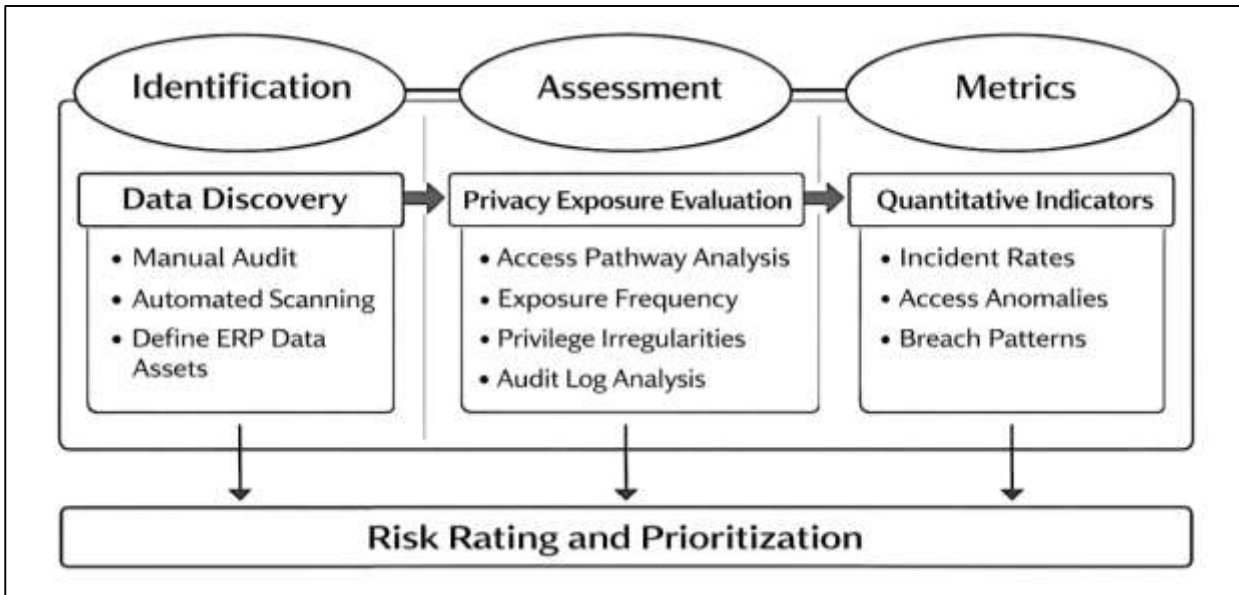 Identification
Assessment
Metrics
Data Discovery
• Manual Audit
• Automated Scanning
• Define ERP Data
Assets
Privacy Exposure Evaluation
• Access Pathway Analysis
• Exposure Frequency
• Privilege Irregularities
• Audit Log Analysis
Quantitative Indicators
• Incident Rates
• Access Anomalies
• Breach Patterns
Risk Rating and Prioritization